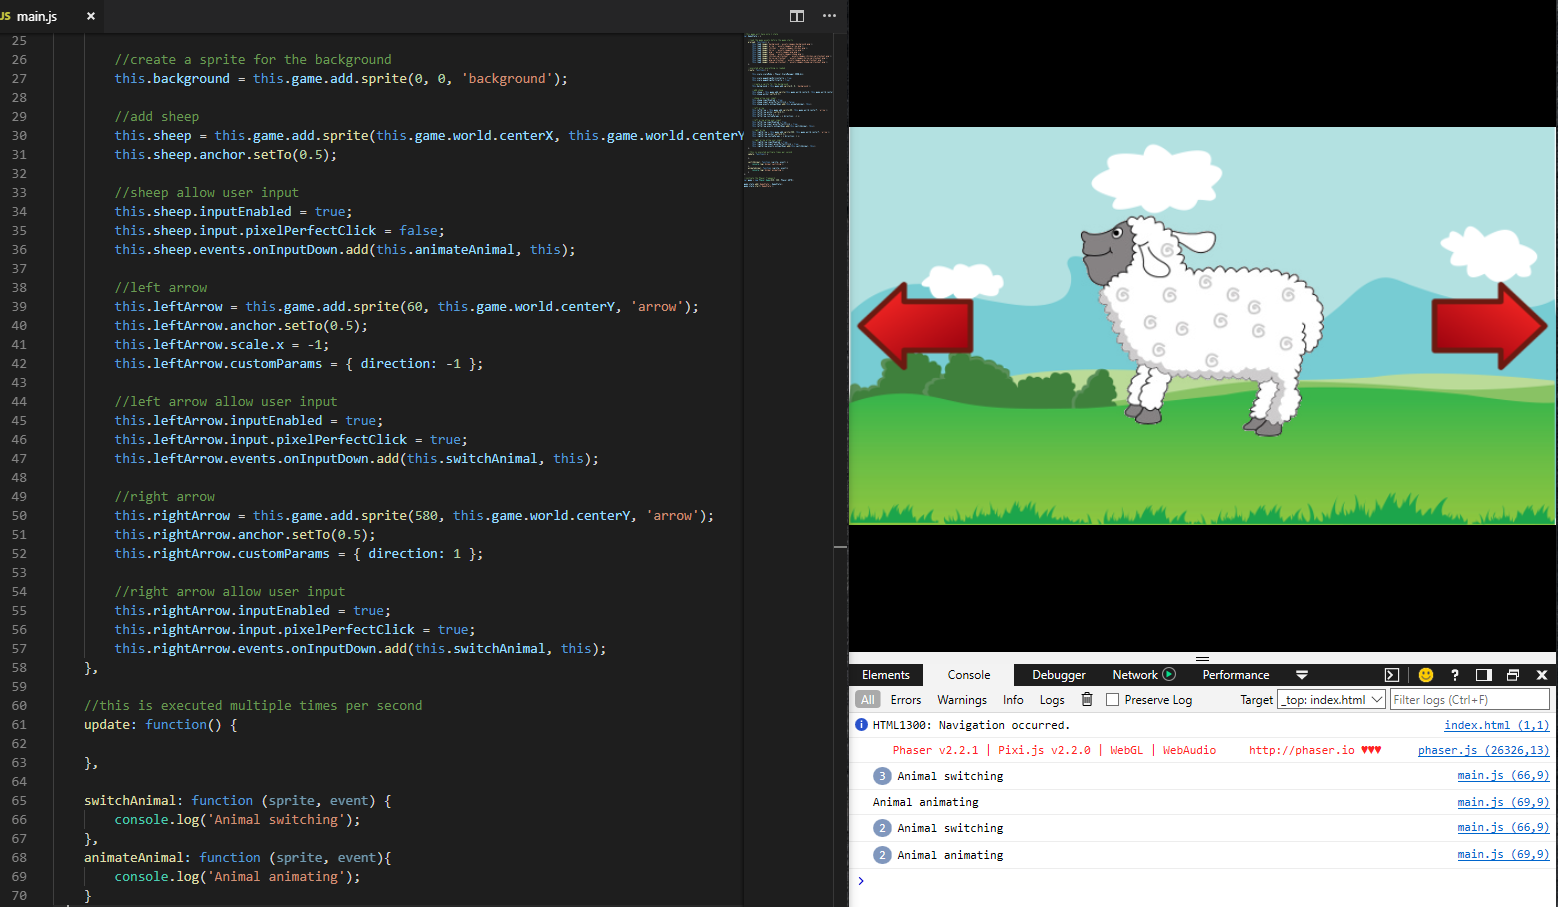 JS main.js ×
25
26 //create a sprite for the background
27 this.background = this.game.add.sprite(0, 0, 'background');
28
29 //add sheep
30 this.sheep = this.game.add.sprite(this.game.world.centerX, this.game.world.centerY
31 this.sheep.anchor.setTo(0.5);
32
33 //sheep allow user input
34 this.sheep.inputEnabled = true;
35 this.sheep.input.pixelPerfectClick = false;
36 this.sheep.events.onInputDown.add(this.animateAnimal, this);
37
38 //left arrow
39 this.leftArrow = this.game.add.sprite(60, this.game.world.centerY, 'arrow');
40 this.leftArrow.anchor.setTo(0.5);
41 this.leftArrow.scale.x = -1;
42 this.leftArrow.customParams = { direction: -1 };
43
44 //left arrow allow user input
45 this.leftArrow.inputEnabled = true;
46 this.leftArrow.input.pixelPerfectClick = true;
47 this.leftArrow.events.onInputDown.add(this.switchAnimal, this);
48
49 //right arrow
50 this.rightArrow = this.game.add.sprite(580, this.game.world.centerY, 'arrow');
51 this.rightArrow.anchor.setTo(0.5);
52 this.rightArrow.customParams = { direction: 1 };
53
54 //right arrow allow user input
55 this.rightArrow.inputEnabled = true;
56 this.rightArrow.input.pixelPerfectClick = true;
57 this.rightArrow.events.onInputDown.add(this.switchAnimal, this);
58 },
59
60 //this is executed multiple times per second
61 update: function() {
62
63 },
64
65 switchAnimal: function (sprite, event) {
66 console.log('Animal switching');
67 },
68 animateAnimal: function (sprite, event){
69 console.log('Animal animating');
70 }
Elements Console Debugger Network Performance ?
All Errors Warnings Info Logs Preserve Log Target _top: index.html Filter logs (Ctrl+F)
HTML1300: Navigation occurred. index.html (1,1)
Phaser v2.2.1 | Pixi.js v2.2.0 | WebGL | WebAudio http://phaser.io ♥♥♥ phaser.js (26326,13)
3 Animal switching main.js (66,9)
Animal animating main.js (69,9)
2 Animal switching main.js (66,9)
2 Animal animating main.js (69,9)
>